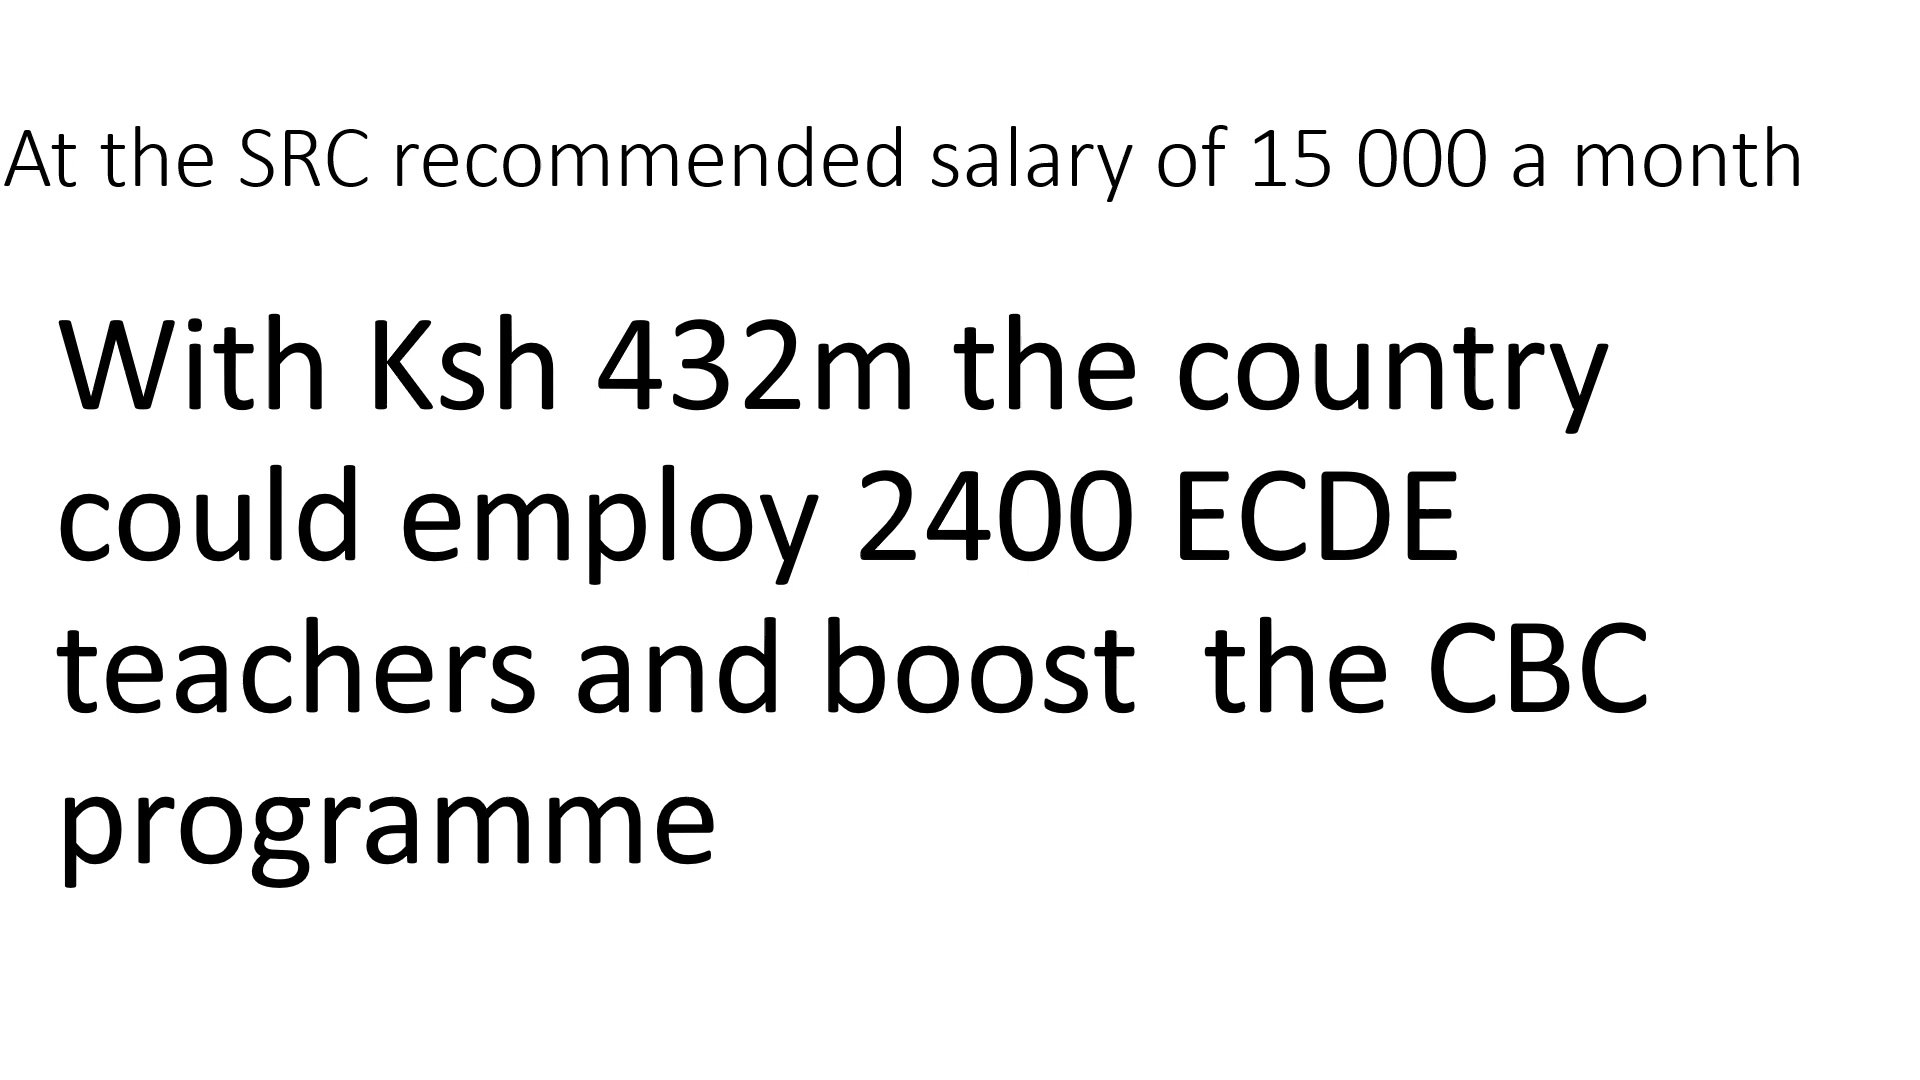 At the SRC recommended salary of 15 000 a month
With Ksh 432m the country
could employ 2400 ECDE
teachers and boost  the CBC
programme